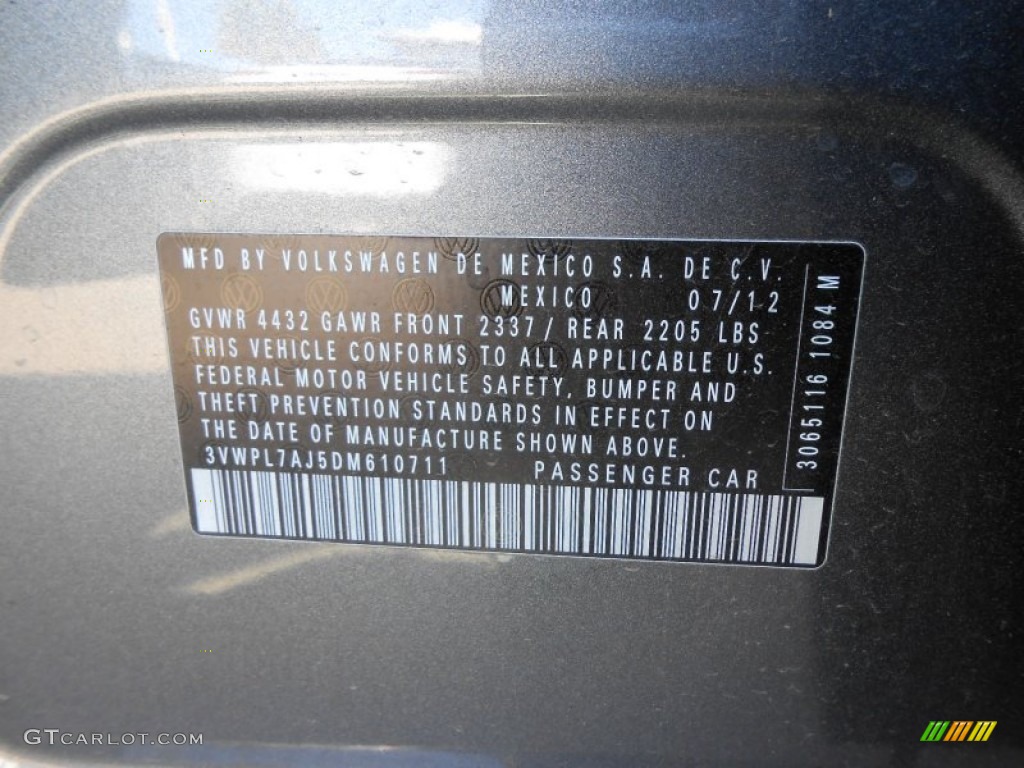 MFD BY VOLKSWAGEN DE MEXICO S.A. DE C.V.
MEXICO 07/12
GVWR 4432 GAWR FRONT 2337/ REAR 2205 LBS
THIS VEHICLE CONFORMS TO ALL APPLICABLE U.S.
FEDERAL MOTOR VEHICLE SAFETY, BUMPER AND
THEFT PREVENTION STANDARDS IN EFFECT ON
THE DATE OF MANUFACTURE SHOWN ABOVE.
3VWPL7AJ5DM610711 PASSENGER CAR
3065116 1084 M
GTCARLOT.COM